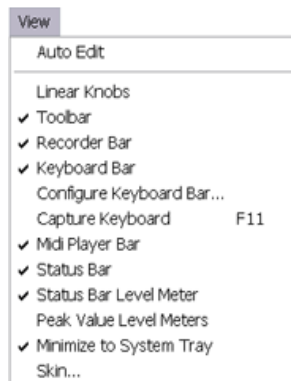 View
Auto Edit
Linear Knobs
Toolbar
Recorder Bar
Keyboard Bar
Configure Keyboard Bar...
Capture Keyboard F11
Midi Player Bar
Status Bar
Status Bar Level Meter
Peak Value Level Meters
Minimize to System Tray
Skin...